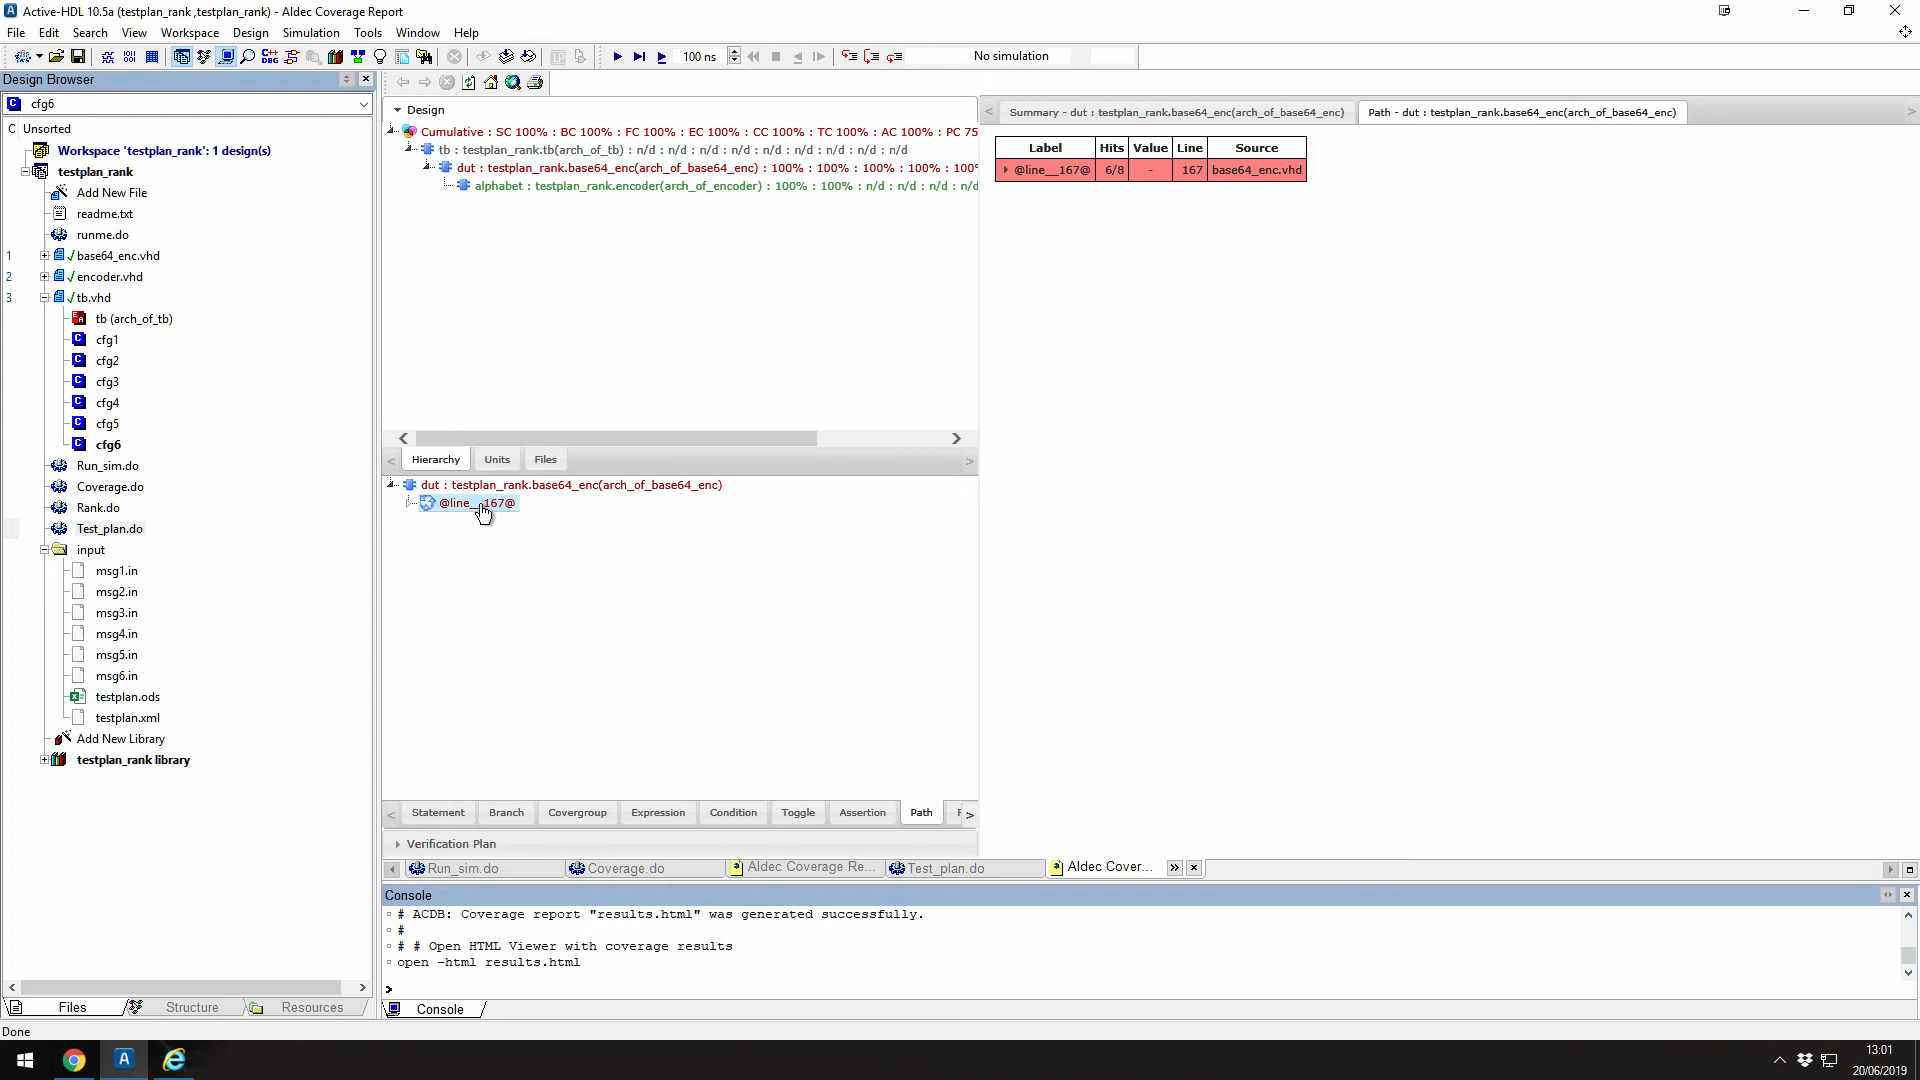 Active-HDL 10.5a (testplan_rank ,testplan_rank) - Aldec Coverage Report
File Edit Search View Workspace Design Simulation Tools Window Help
100 ns
No simulation
Design Browser
cfg6
C Unsorted
Workspace 'testplan_rank': 1 design(s)
testplan_rank
Add New File
readme.txt
runme.do
1 base64_enc.vhd
2 encoder.vhd
3 tb.vhd
tb (arch_of_tb)
cfg1
cfg2
cfg3
cfg4
cfg5
cfg6
Run_sim.do
Coverage.do
Rank.do
Test_plan.do
input
msg1.in
msg2.in
msg3.in
msg4.in
msg5.in
msg6.in
testplan.ods
testplan.xml
Add New Library
testplan_rank library
Files Structure Resources
Design
Cumulative : SC 100% : BC 100% : FC 100% : EC 100% : CC 100% : TC 100% : AC 100% : PC 75
tb : testplan_rank.tb(arch_of_tb) : n/d : n/d : n/d : n/d : n/d : n/d : n/d : n/d
dut : testplan_rank.base64_enc(arch_of_base64_enc) : 100% : 100% : 100% : 100% : 100%
alphabet : testplan_rank.encoder(arch_of_encoder) : 100% : 100% : n/d : n/d : n/d : n/d
Hierarchy Units Files
dut : testplan_rank.base64_enc(arch_of_base64_enc)
@line__167@
Statement Branch Covergroup Expression Condition Toggle Assertion Path
Verification Plan
Summary - dut : testplan_rank.base64_enc(arch_of_base64_enc) Path - dut : testplan_rank.base64_enc(arch_of_base64_enc)
Label Hits Value Line Source
@line__167@ 6/8 - 167 base64_enc.vhd
Run_sim.do Coverage.do Aldec Coverage Re... Test_plan.do Aldec Cover...
Console
# ACDB: Coverage report "results.html" was generated successfully.
#
# # Open HTML Viewer with coverage results
open -html results.html
>
Console
Done
13:01
20/06/2019